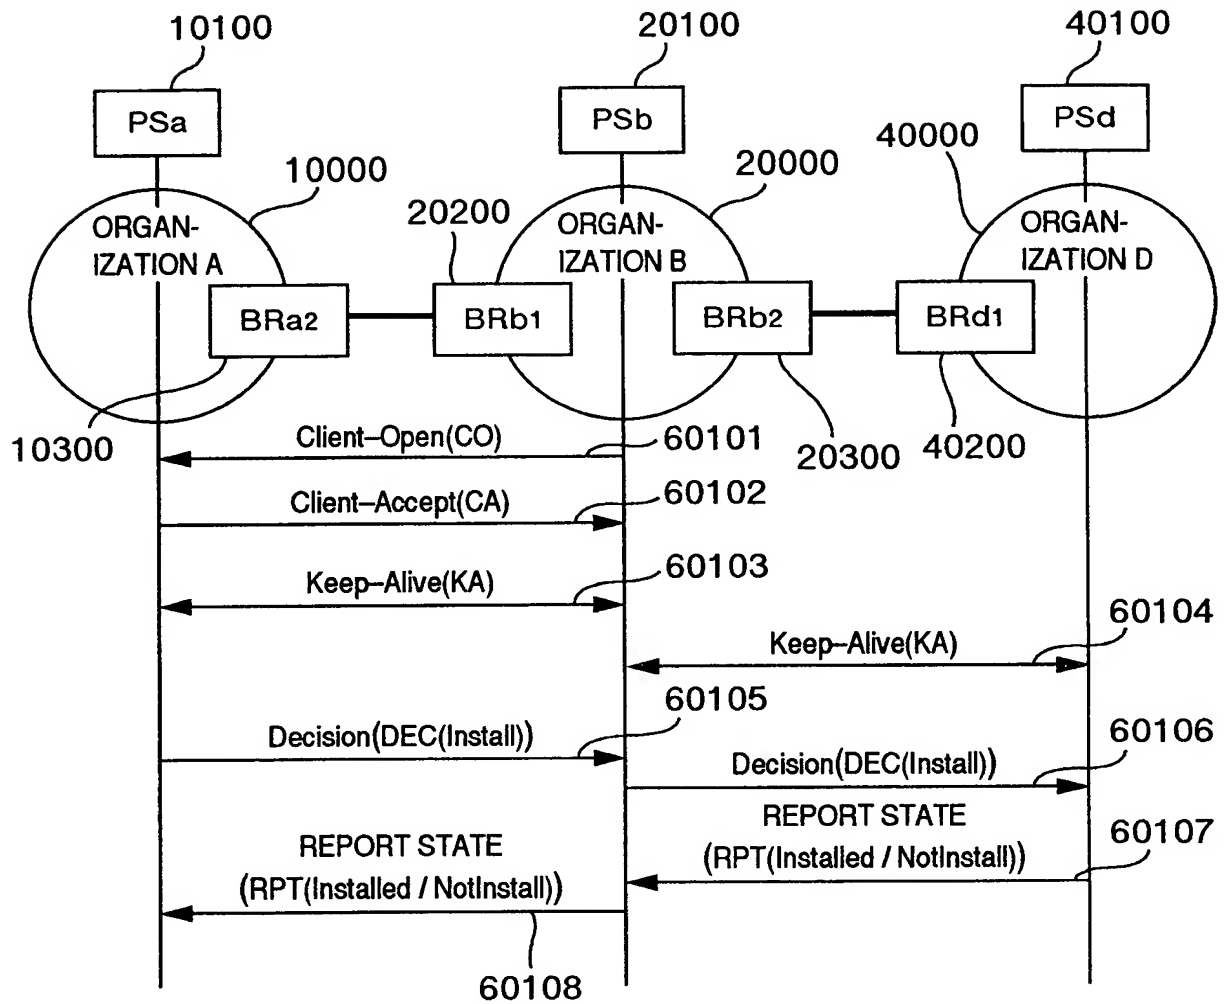 10100
20100
40100
PSa
PSb
PSd
10000
20000
40000
20200
ORGAN-
IZATION A
ORGAN-
IZATION B
ORGAN-
IZATION D
BRa2
BRb1
BRb2
BRd1
10300
20300
40200
Client–Open(CO)
60101
Client–Accept(CA)
60102
Keep–Alive(KA)
60103
Keep–Alive(KA)
60104
Decision(DEC(Install))
60105
Decision(DEC(Install))
60106
REPORT STATE
(RPT(Installed / NotInstall))
60107
REPORT STATE
(RPT(Installed / NotInstall))
60108